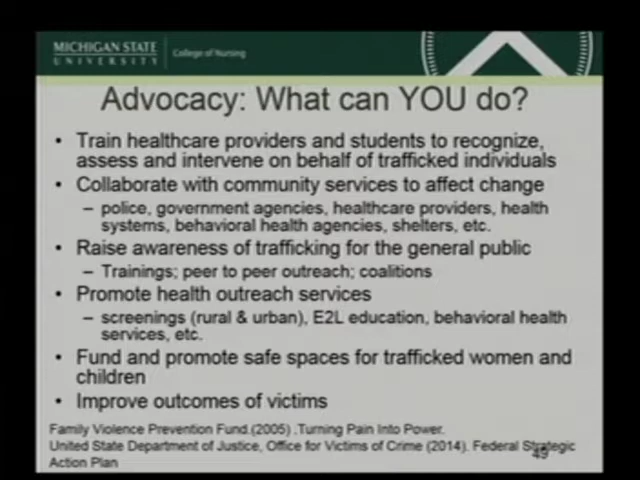 MICHIGAN STATE
UNIVERSITY
College of Nursing
Advocacy: What can YOU do?
• Train healthcare providers and students to recognize,
assess and intervene on behalf of trafficked individuals
• Collaborate with community services to affect change
– police, government agencies, healthcare providers, health
systems, behavioral health agencies, shelters, etc.
• Raise awareness of trafficking for the general public
– Trainings; peer to peer outreach; coalitions
• Promote health outreach services
– screenings (rural & urban), E2L education, behavioral health
services, etc.
• Fund and promote safe spaces for trafficked women and
children
• Improve outcomes of victims
Family Violence Prevention Fund.(2005) .Turning Pain Into Power.
United State Department of Justice, Office for Victims of Crime (2014). Federal Strategic
Action Plan
49